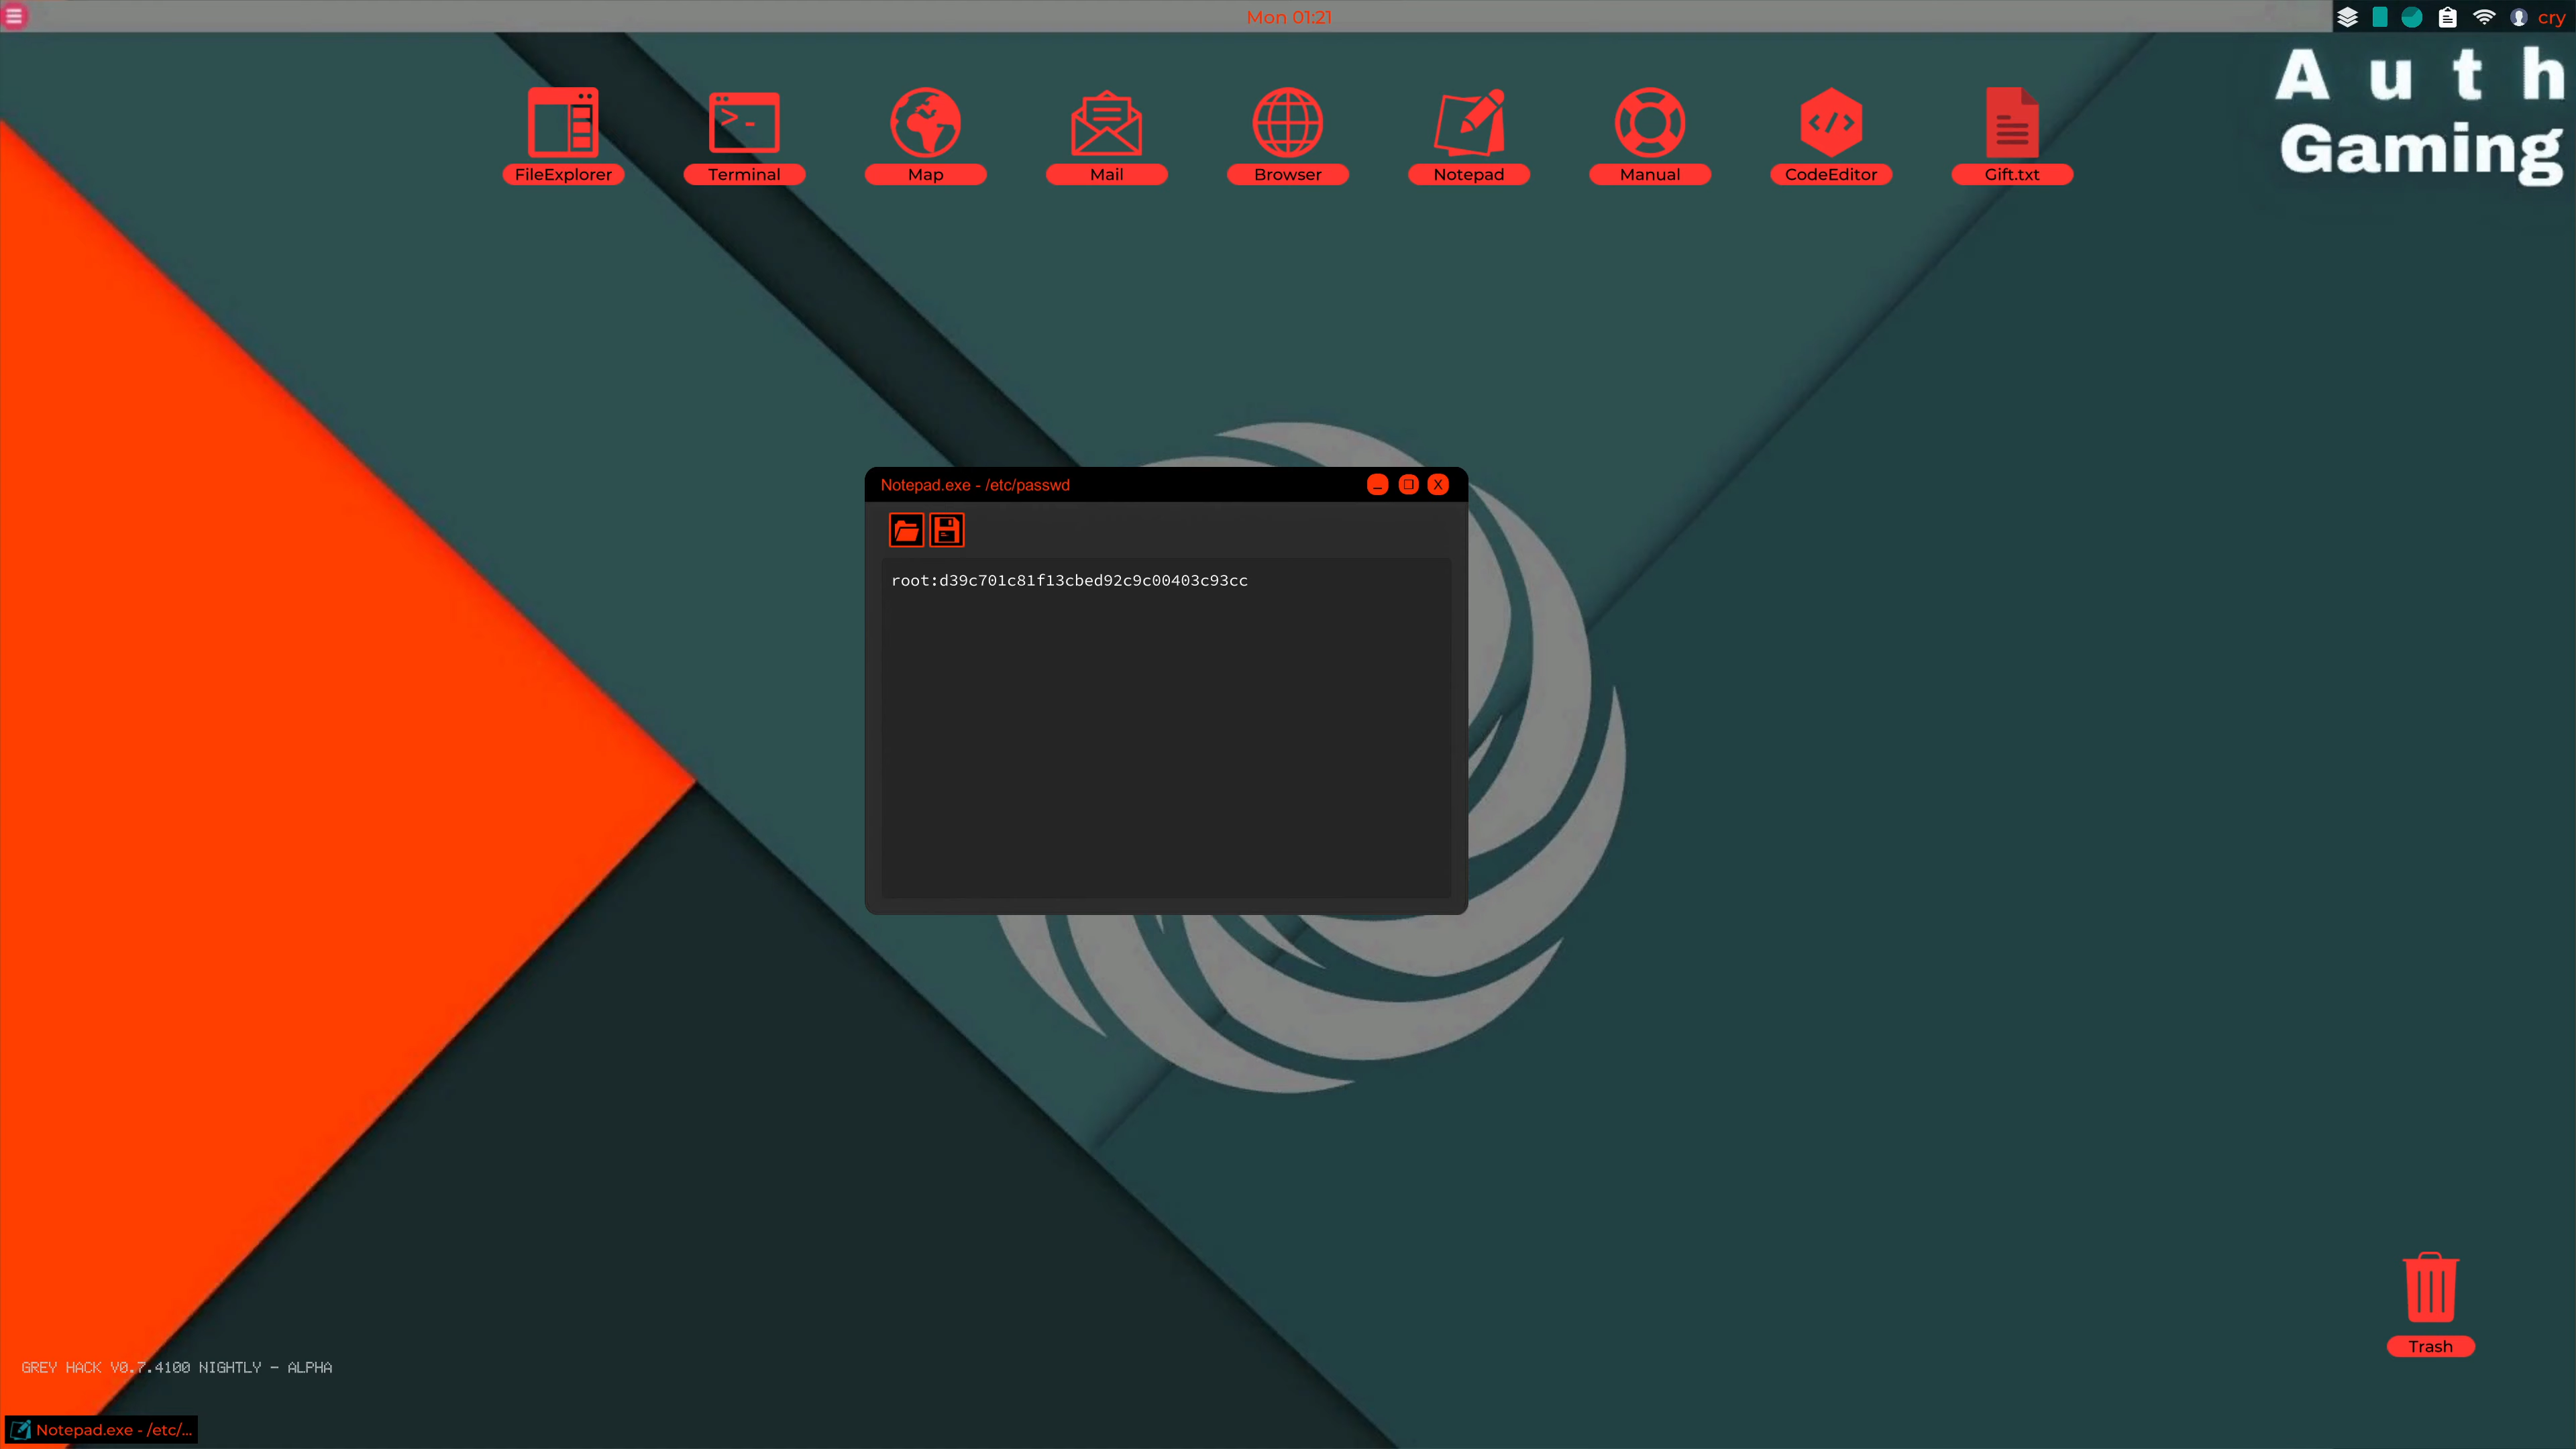 Mon 01:21
cry
Auth
Gaming
FileExplorer
Terminal
Map
Mail
Browser
Notepad
Manual
CodeEditor
Gift.txt
Notepad.exe - /etc/passwd
root:d39c701c81f13cbed92c9c00403c93cc
Trash
GREY HACK V0.7.4100 NIGHTLY - ALPHA
Notepad.exe - /etc/...